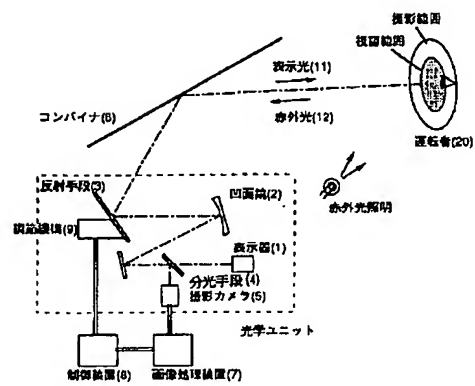 撮影範囲
視認範囲
表示光(11)
赤外光(12)
コンバイナ(6)
運転者(20)
反射手段(3)
凹面鏡(2)
調節機構(9)
赤外光照明
表示器(1)
分光手段(4)
撮影カメラ(5)
光学ユニット
制御装置(8)
画像処理装置(7)